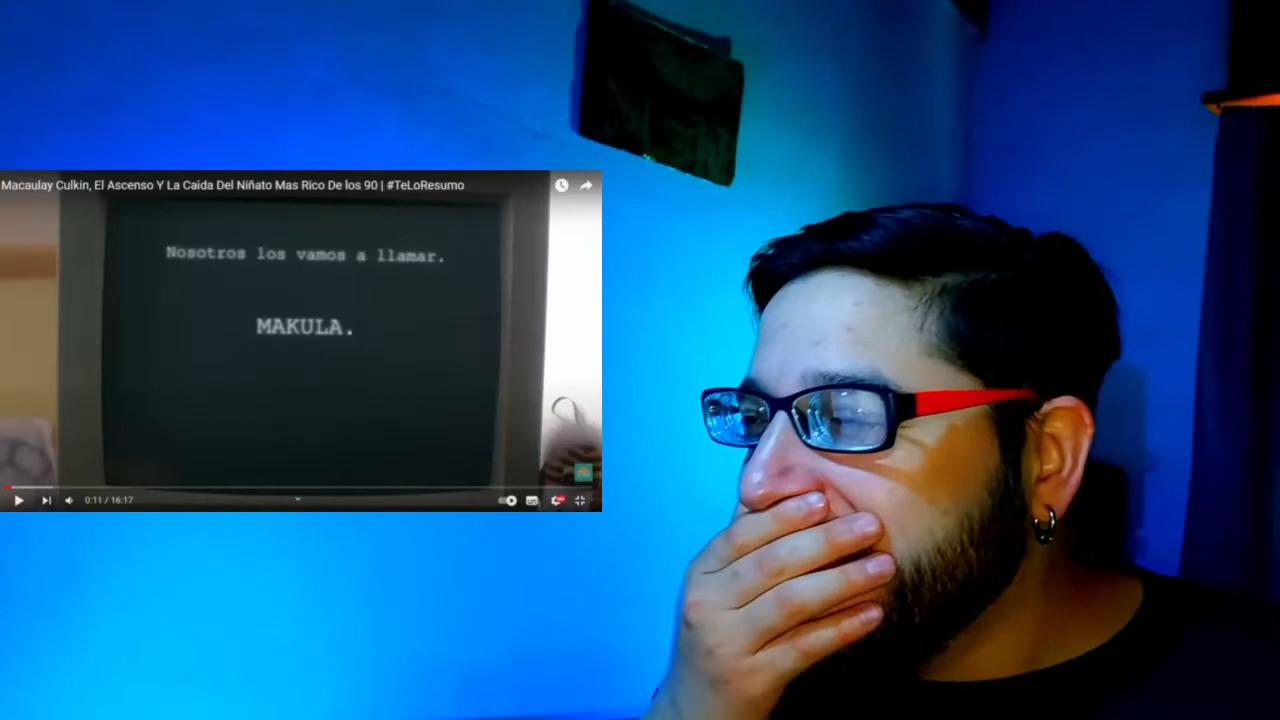 Macaulay Culkin, El Ascenso Y La Caida Del Niñato Mas Rico De los 90 | #TeLoResumo
Nosotros los vamos a llamar.
MAKULA.
0:11 / 16:17